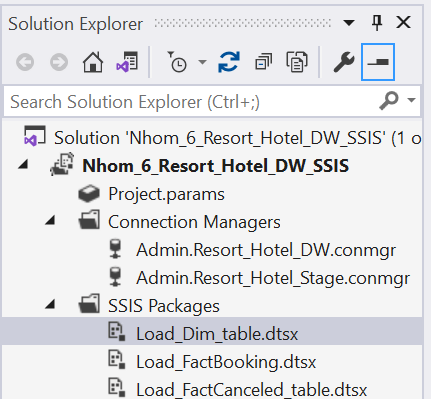 Solution Explorer
Search Solution Explorer (Ctrl+;)
Solution 'Nhom_6_Resort_Hotel_DW_SSIS' (1 o
Nhom_6_Resort_Hotel_DW_SSIS
Project.params
Connection Managers
Admin.Resort_Hotel_DW.conmgr
Admin.Resort_Hotel_Stage.conmgr
SSIS Packages
Load_Dim_table.dtsx
Load_FactBooking.dtsx
Load_FactCanceled_table.dtsx